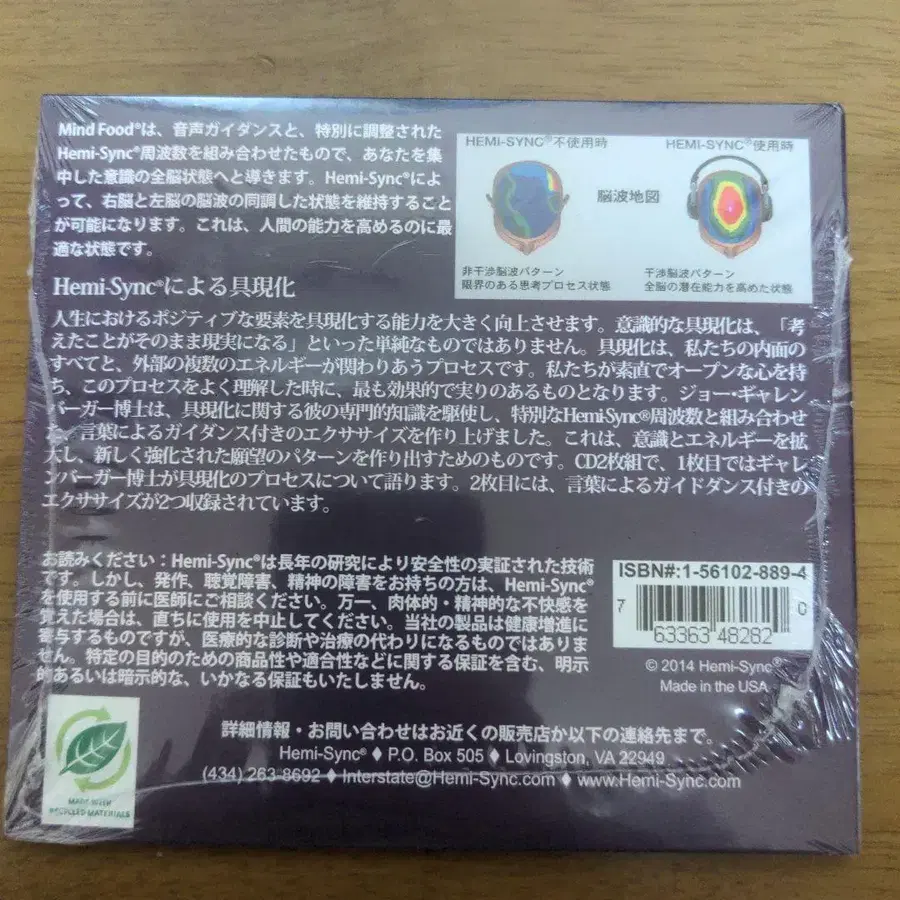 Mind Food®は、音声ガイダンスと、特別に調整された
Hemi-Sync®周波数を組み合わせたもので、あなたを集
中した意識の全脳状態へと導きます。Hemi-Sync®によ
って、右脳と左脳の脳波の同調した状態を維持すること
が可能になります。これは、人間の能力を高めるのに最
適な状態です。
HEMI-SYNC®不使用時
HEMI-SYNC®使用時
脳波地図
非干渉脳波パターン
限界のある思考プロセス状態
干渉脳波パターン
全脳の潜在能力を高めた状態
Hemi-Sync®による具現化
人生におけるポジティブな要素を具現化する能力を大きく向上させます。意識的な具現化は、「考
えたことがそのまま現実になる」といった単純なものではありません。具現化は、私たちの内面の
すべてと、外部の複数のエネルギーが関わりあうプロセスです。私たちが素直でオープンな心を持
ち、このプロセスをよく理解した時に、最も効果的で実りのあるものとなります。ジョー・ギャレン
バーガー博士は、具現化に関する彼の専門的知識を駆使し、特別なHemi-Sync®周波数と組み合わせ
た、言葉によるガイダンス付きのエクササイズを作り上げました。これは、意識とエネルギーを拡
大し、新しく強化された願望のパターンを作り出すためのものです。CD2枚組で、1枚目ではギャレ
ンバーガー博士が具現化のプロセスについて語ります。2枚目には、言葉によるガイドダンス付きの
エクササイズが2つ収録されています。
お読みください：Hemi-Sync®は長年の研究により安全性の実証された技術
です。しかし、発作、聴覚障害、精神の障害をお持ちの方は、Hemi-Sync®
を使用する前に医師にご相談ください。万一、肉体的・精神的な不快感を
覚えた場合は、直ちに使用を中止してください。当社の製品は健康増進に
寄与するものですが、医療的な診断や治療の代わりになるものではありま
せん。特定の目的のための商品性や適合性などに関する保証を含む、明示
的あるいは暗示的な、いかなる保証もいたしません。
ISBN#:1-56102-889-4
7 63363 48282 0
© 2014 Hemi-Sync®
Made in the USA
MADE WITH
RECYCLED MATERIALS
詳細情報・お問い合わせはお近くの販売店か以下の連絡先まで。
Hemi-Sync® ♦ P.O. Box 505 ♦ Lovingston, VA 22949
(434) 263-8692 ♦ Interstate@Hemi-Sync.com ♦ www.Hemi-Sync.com